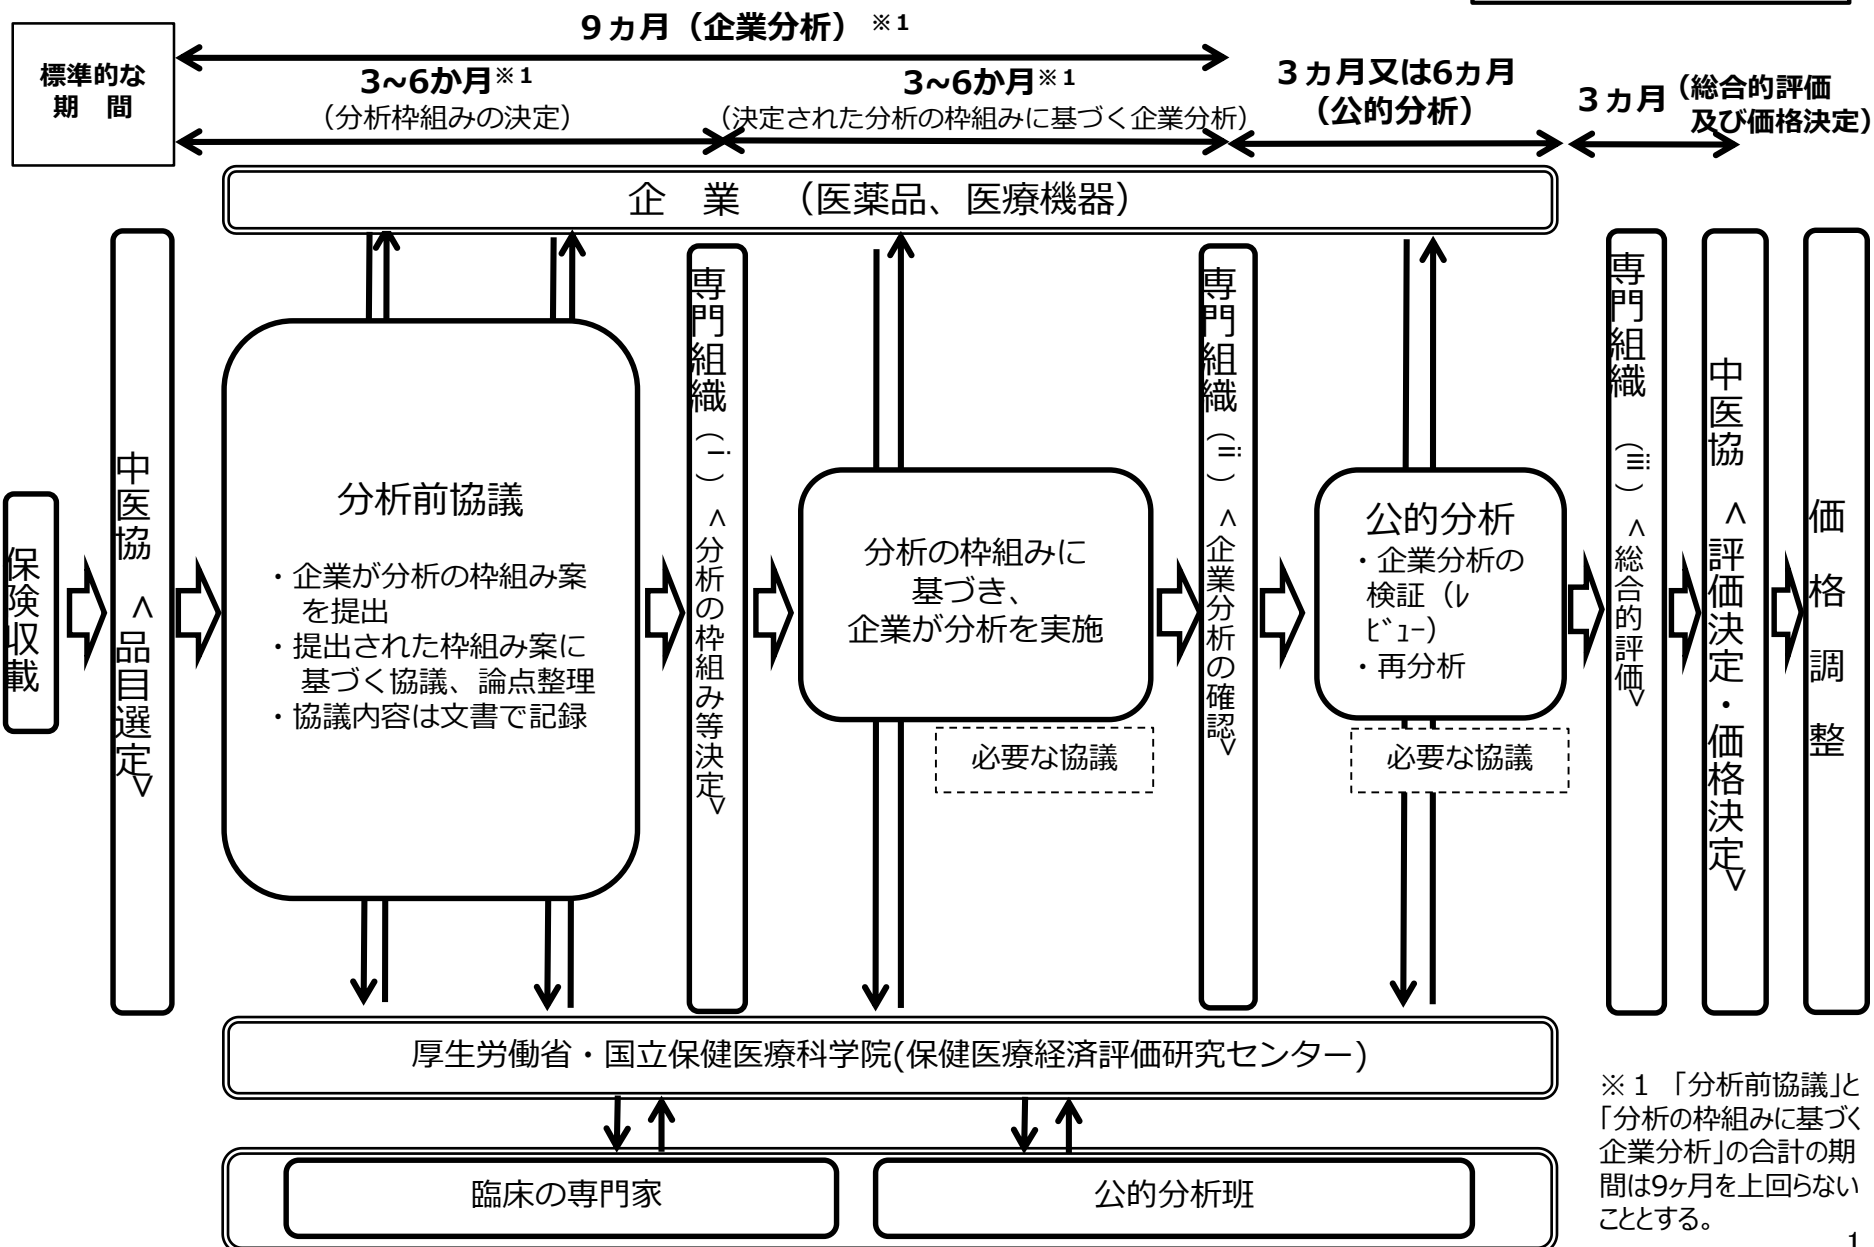 標準的な
期　間
９ヵ月（企業分析）※１
3~6か月※１
（分析枠組みの決定）
3~6か月※１
（決定された分析の枠組みに基づく企業分析）
３ヵ月又は6ヵ月
（公的分析）
３ヵ月（総合的評価
及び価格決定）
企　業　（医薬品、医療機器）
保険収載
中医協　<品目選定>
分析前協議
・企業が分析の枠組み案
を提出
・提出された枠組み案に
基づく協議、論点整理
・協議内容は文書で記録
専門組織（ⅰ）<分析の枠組み等決定>
分析の枠組みに
基づき、
企業が分析を実施
必要な協議
専門組織（ⅱ）<企業分析の確認>
公的分析
・企業分析の
検証（ﾚ
ﾋﾞｭｰ）
・再分析
必要な協議
専門組織　（ⅲ）<総合的評価>
中医協　<評価決定・価格決定>
価格調整
厚生労働省・国立保健医療科学院(保健医療経済評価研究センター)
臨床の専門家
公的分析班
※１　「分析前協議」と
「分析の枠組みに基づく
企業分析」の合計の期
間は9ヶ月を上回らない
こととする。
1